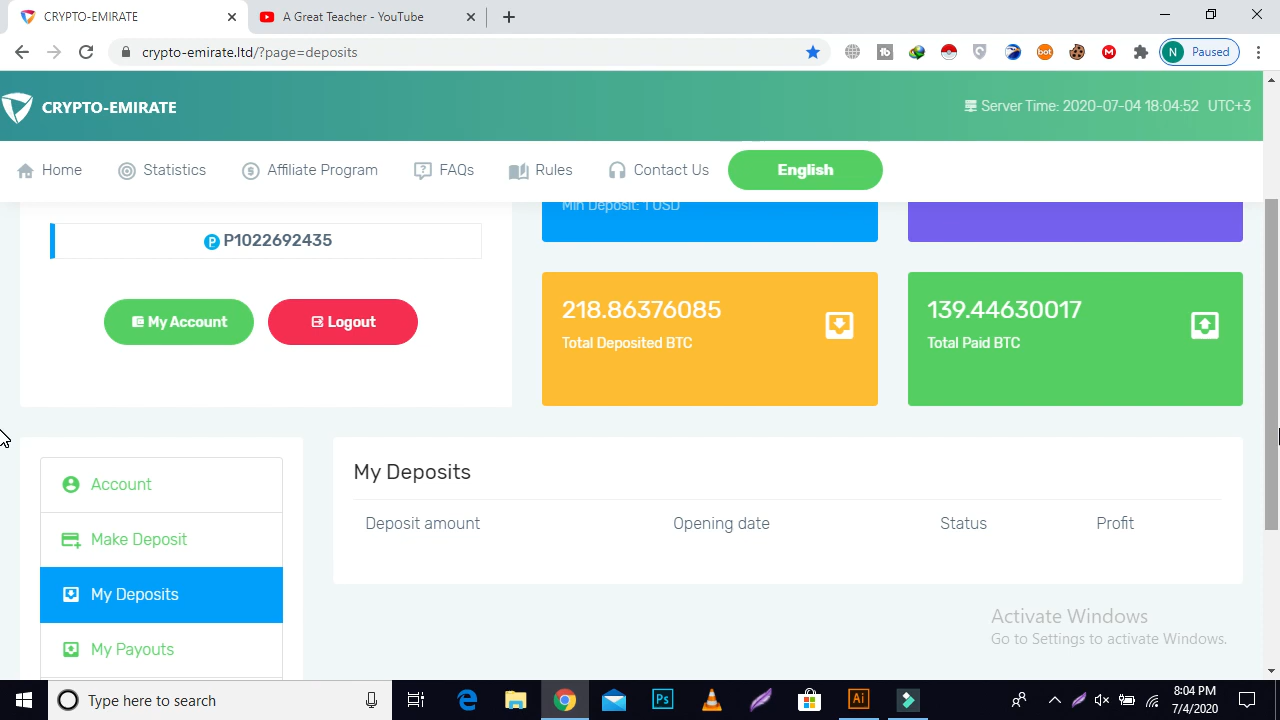 CRYPTO-EMIRATE
A Great Teacher - YouTube
crypto-emirate.ltd/?page=deposits
N Paused
CRYPTO-EMIRATE
Server Time: 2020-07-04 18:04:52 UTC+3
Home
Statistics
Affiliate Program
FAQs
Rules
Contact Us
English
Min Deposit: 1 USD
P1022692435
My Account
Logout
218.86376085
Total Deposited BTC
139.44630017
Total Paid BTC
Account
Make Deposit
My Deposits
My Payouts
My Deposits
Deposit amount Opening date Status Profit
Activate Windows
Go to Settings to activate Windows.
Type here to search
Ps
Ai
8:04 PM
7/4/2020